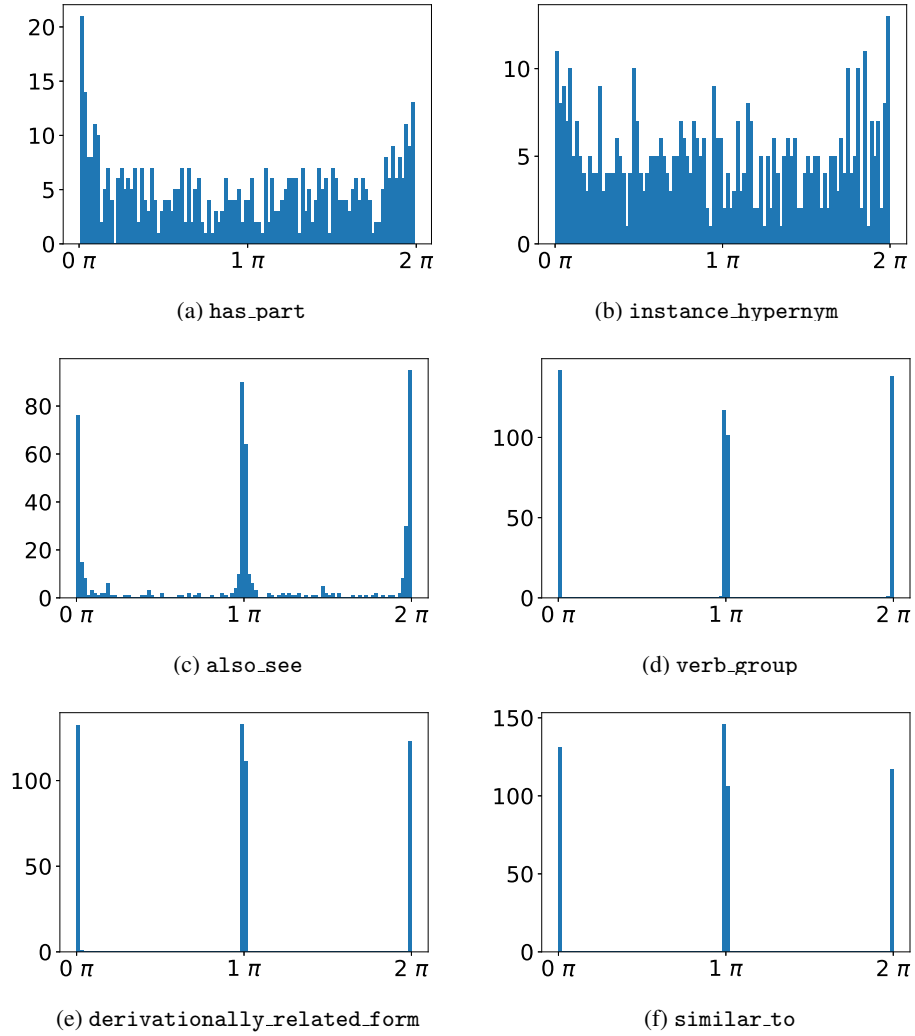 20
15
10
5
0
0 π 1 π 2 π
(a) has_part
10
5
0
0 π 1 π 2 π
(b) instance_hypernym
80
60
40
20
0
0 π 1 π 2 π
(c) also_see
100
50
0
0 π 1 π 2 π
(d) verb_group
100
50
0
0 π 1 π 2 π
(e) derivationally_related_form
150
100
50
0
0 π 1 π 2 π
(f) similar_to